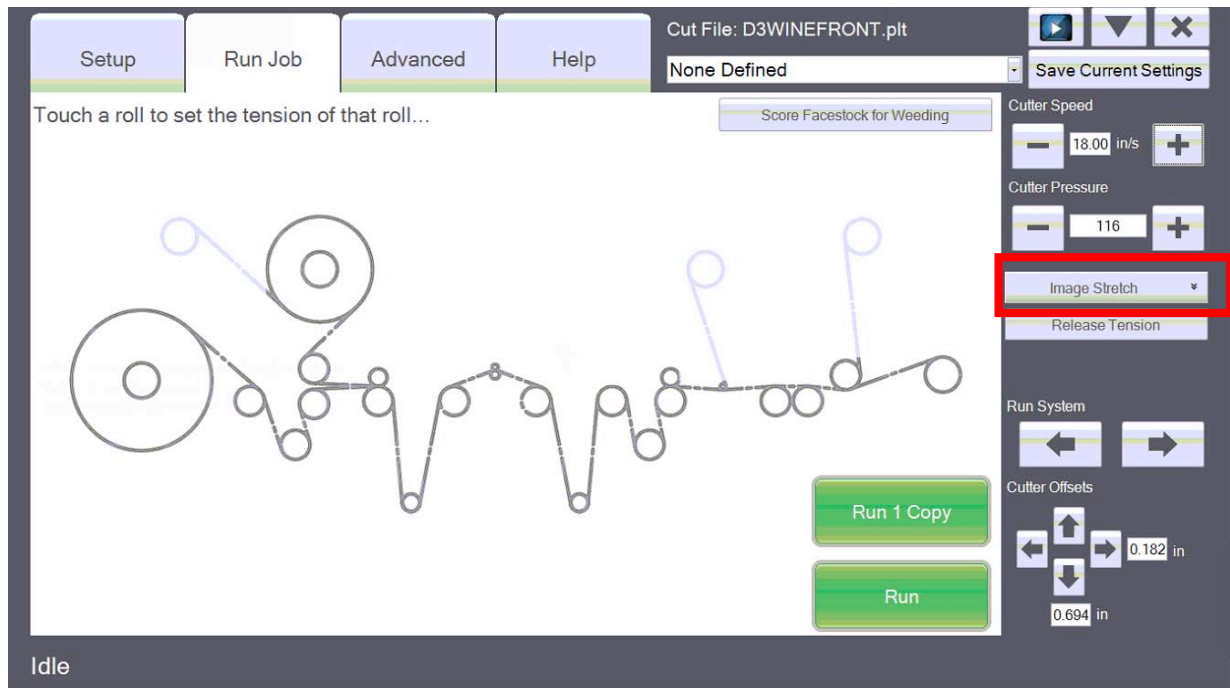 Setup
Run Job
Advanced
Help
Cut File: D3WINEFRONT.plt
None Defined
Save Current Settings
Touch a roll to set the tension of that roll...
Score Facestock for Weeding
Cutter Speed
18.00 in/s
Cutter Pressure
116
Image Stretch
Release Tension
Run System
Cutter Offsets
0.182 in
0.694 in
Run 1 Copy
Run
Idle